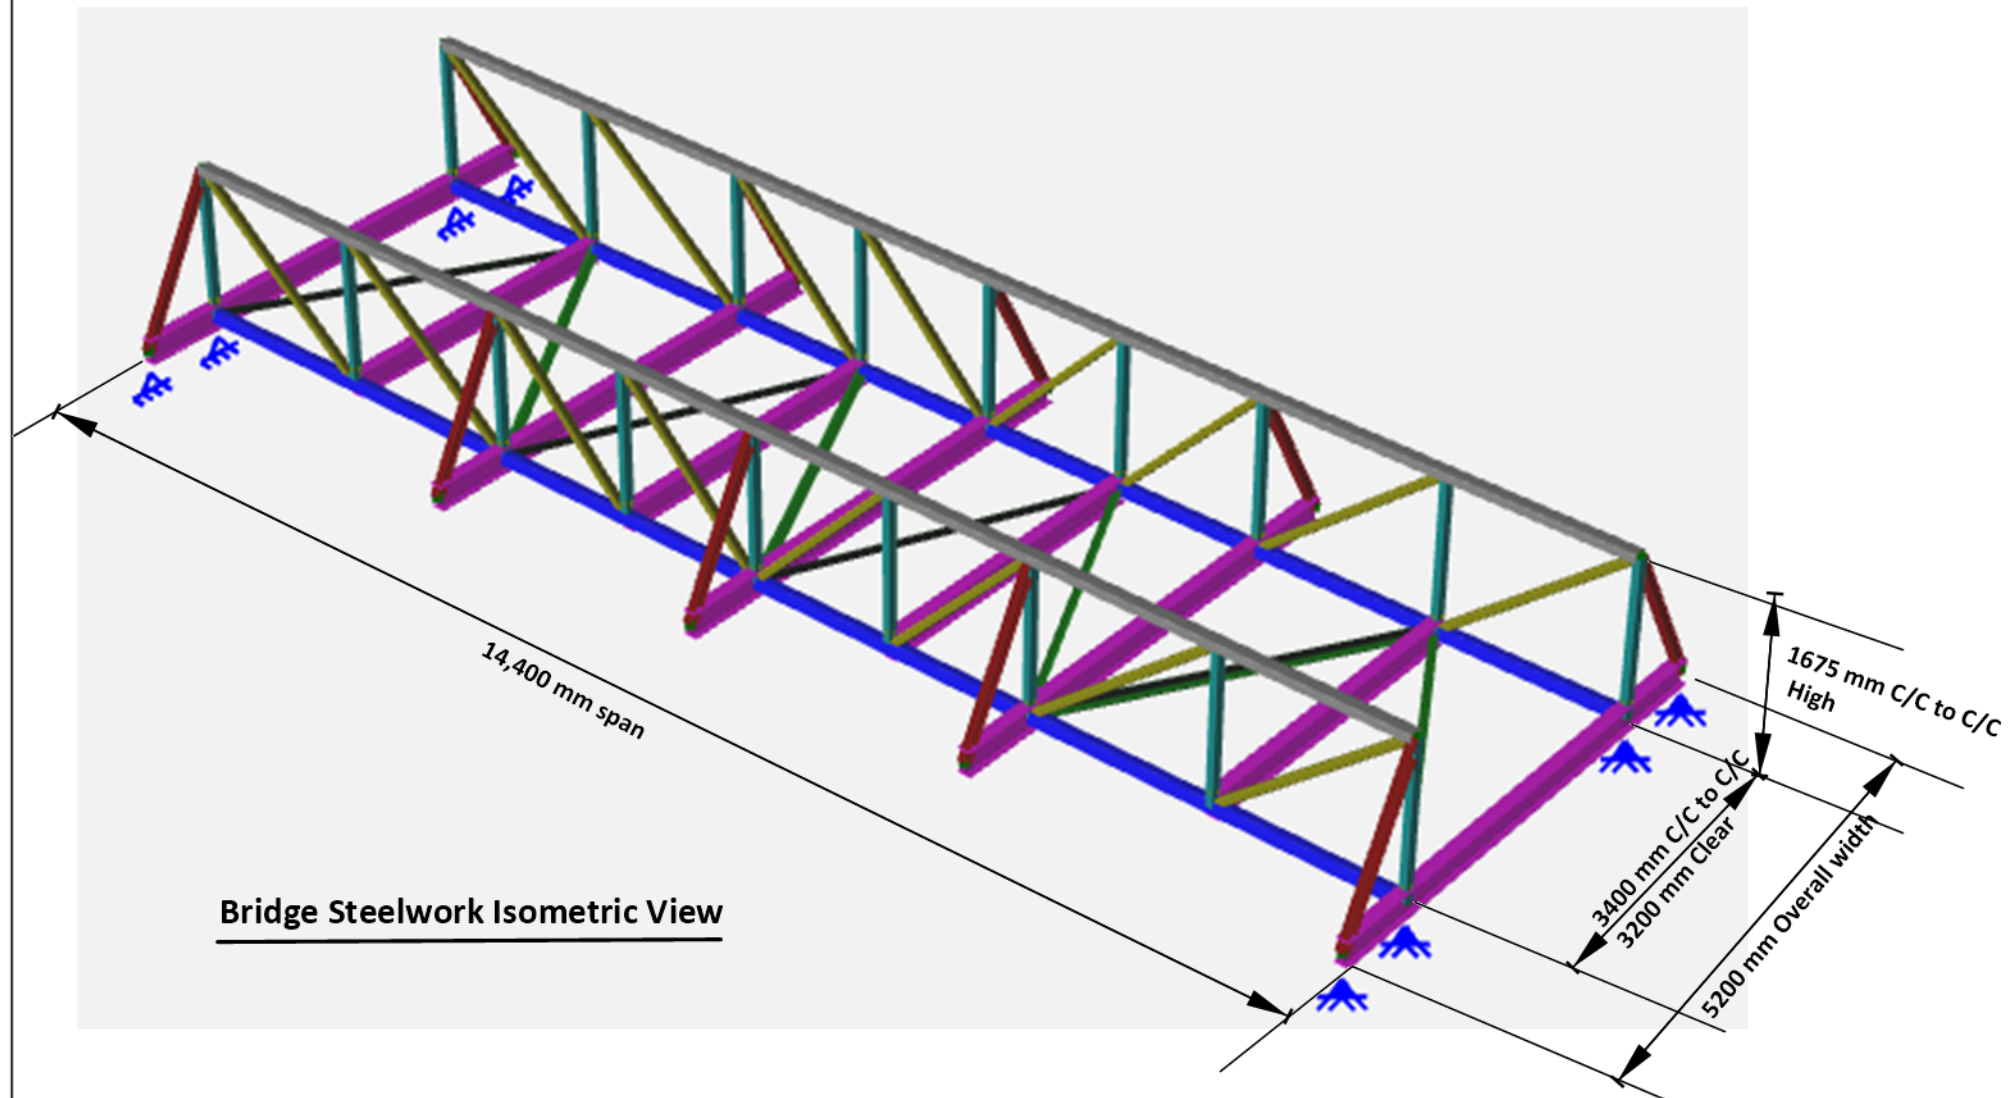 14,400 mm span
Bridge Steelwork Isometric View
1675 mm C/C to C/C
High
3400 mm C/C to C/C
3200 mm Clear
5200 mm Overall width